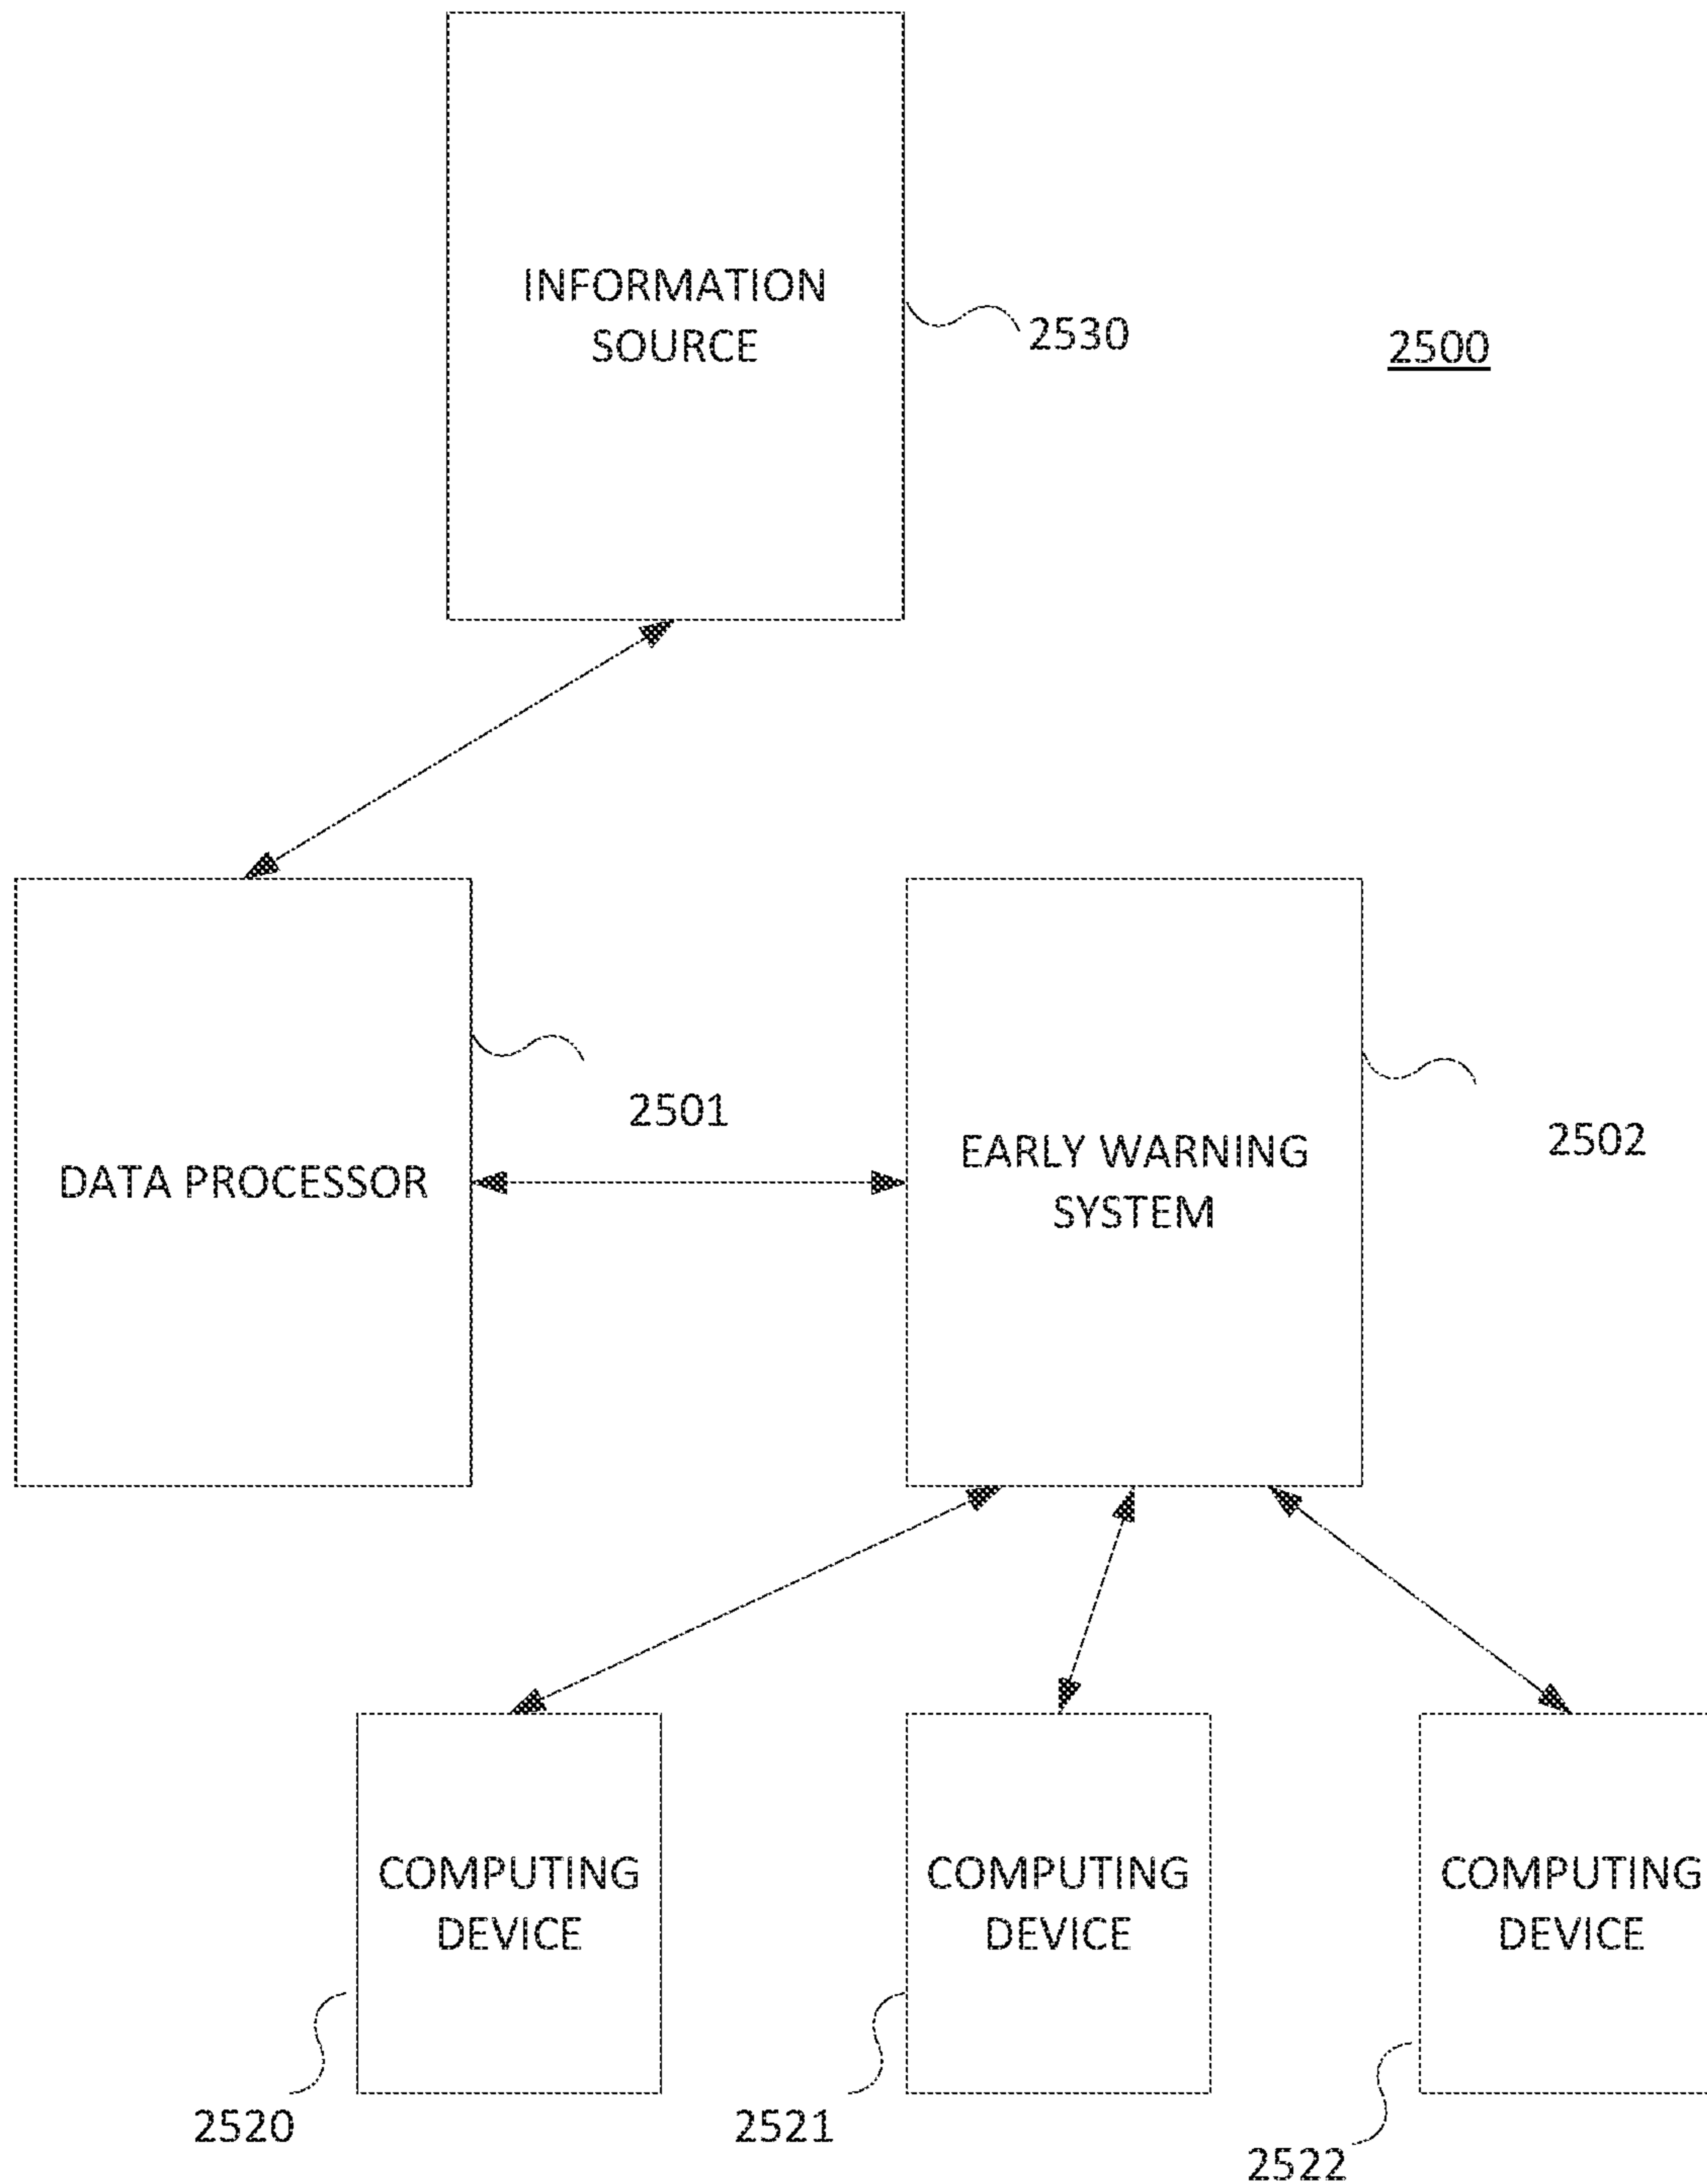 INFORMATION
SOURCE
2530
2500
2501
DATA PROCESSOR
EARLY WARNING
SYSTEM
2502
COMPUTING
DEVICE
COMPUTING
DEVICE
COMPUTING
DEVICE
2520
2521
2522